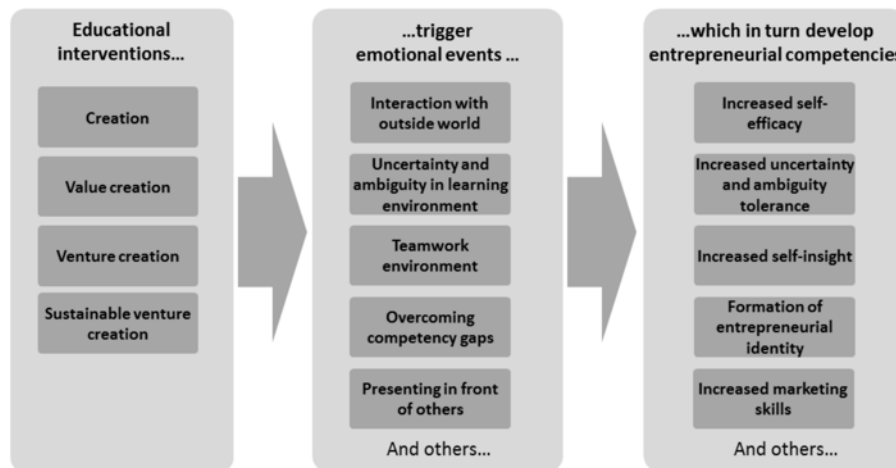 Educational
interventions...
Creation
Value creation
Venture creation
Sustainable venture
creation
...trigger
emotional events ...
Interaction with
outside world
Uncertainty and
ambiguity in learning
environment
Teamwork
environment
Overcoming
competency gaps
Presenting in front
of others
And others...
...which in turn develop
entrepreneurial competencies
Increased self-
efficacy
Increased uncertainty
and ambiguity
tolerance
Increased self-insight
Formation of
entrepreneurial
identity
Increased marketing
skills
And others...